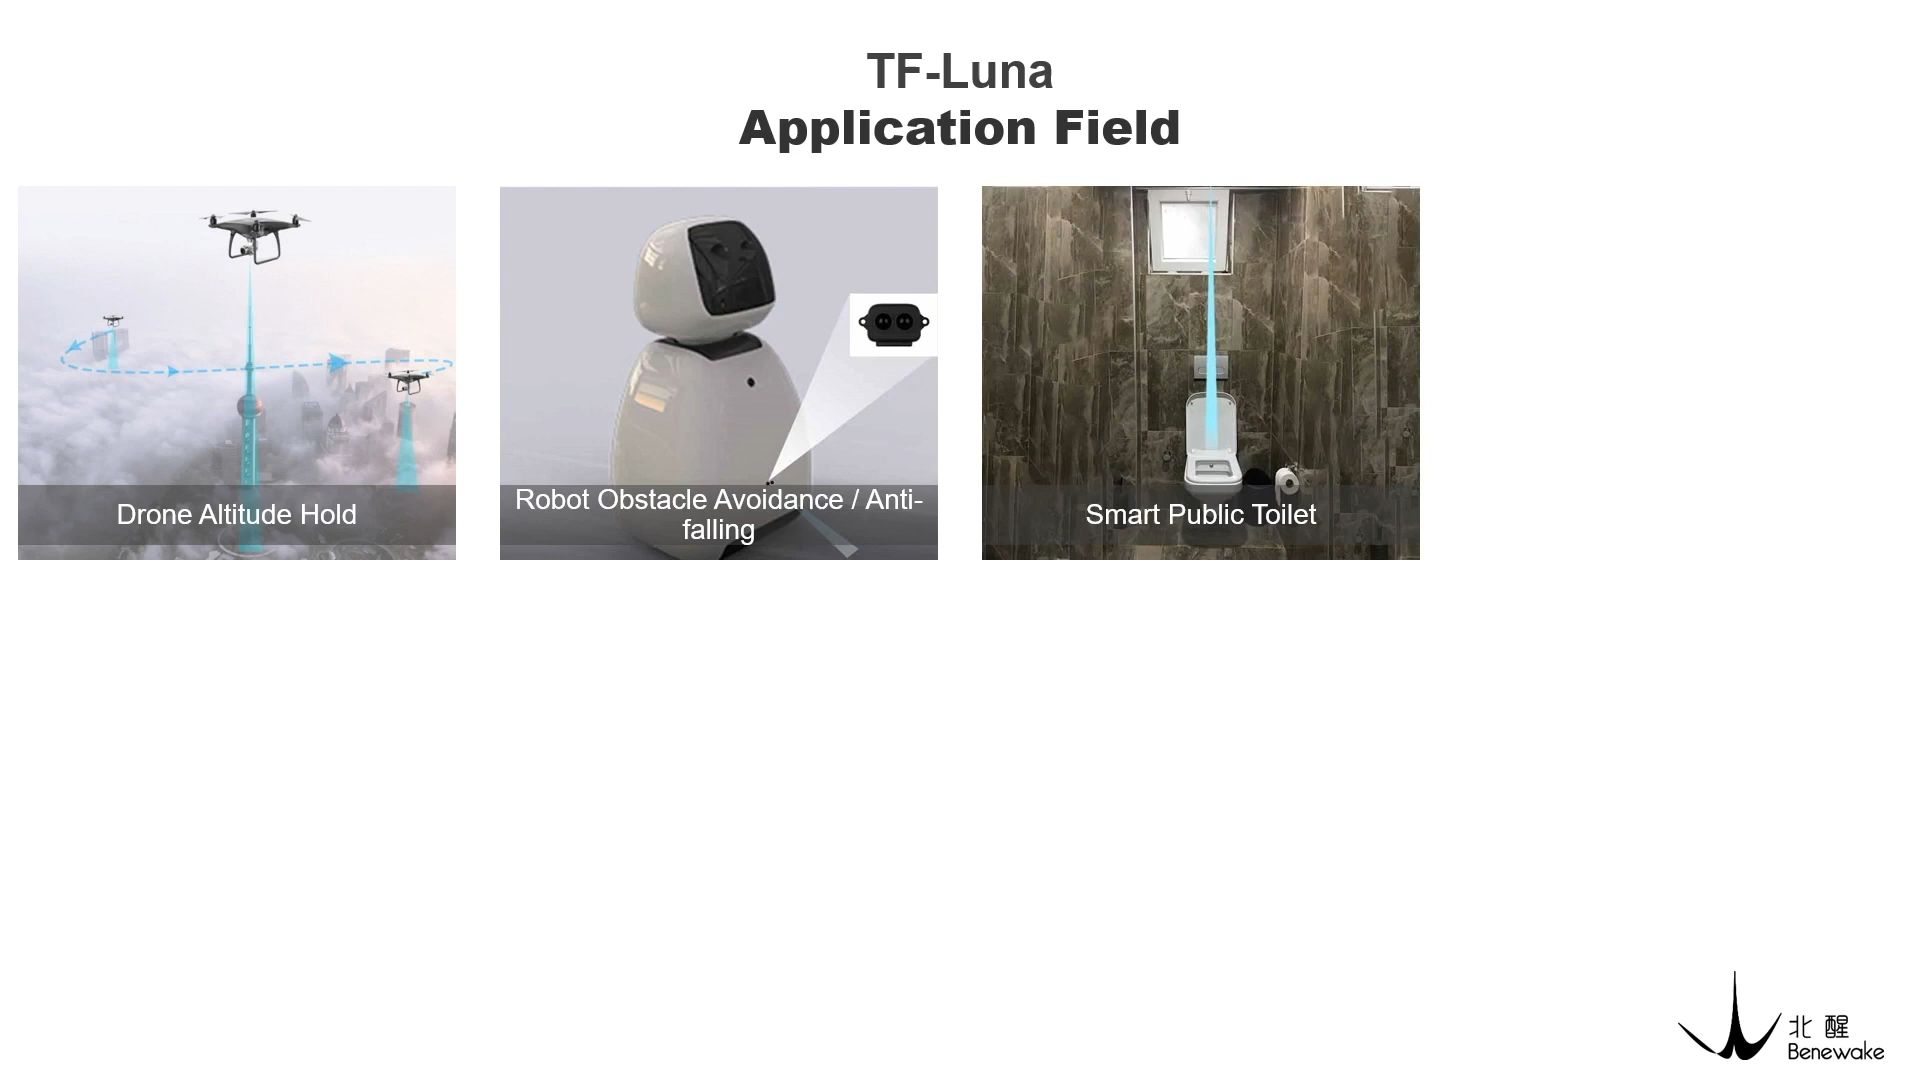 TF-Luna
Application Field
Drone Altitude Hold
Robot Obstacle Avoidance / Anti-
falling
Smart Public Toilet
北醒
Benewake